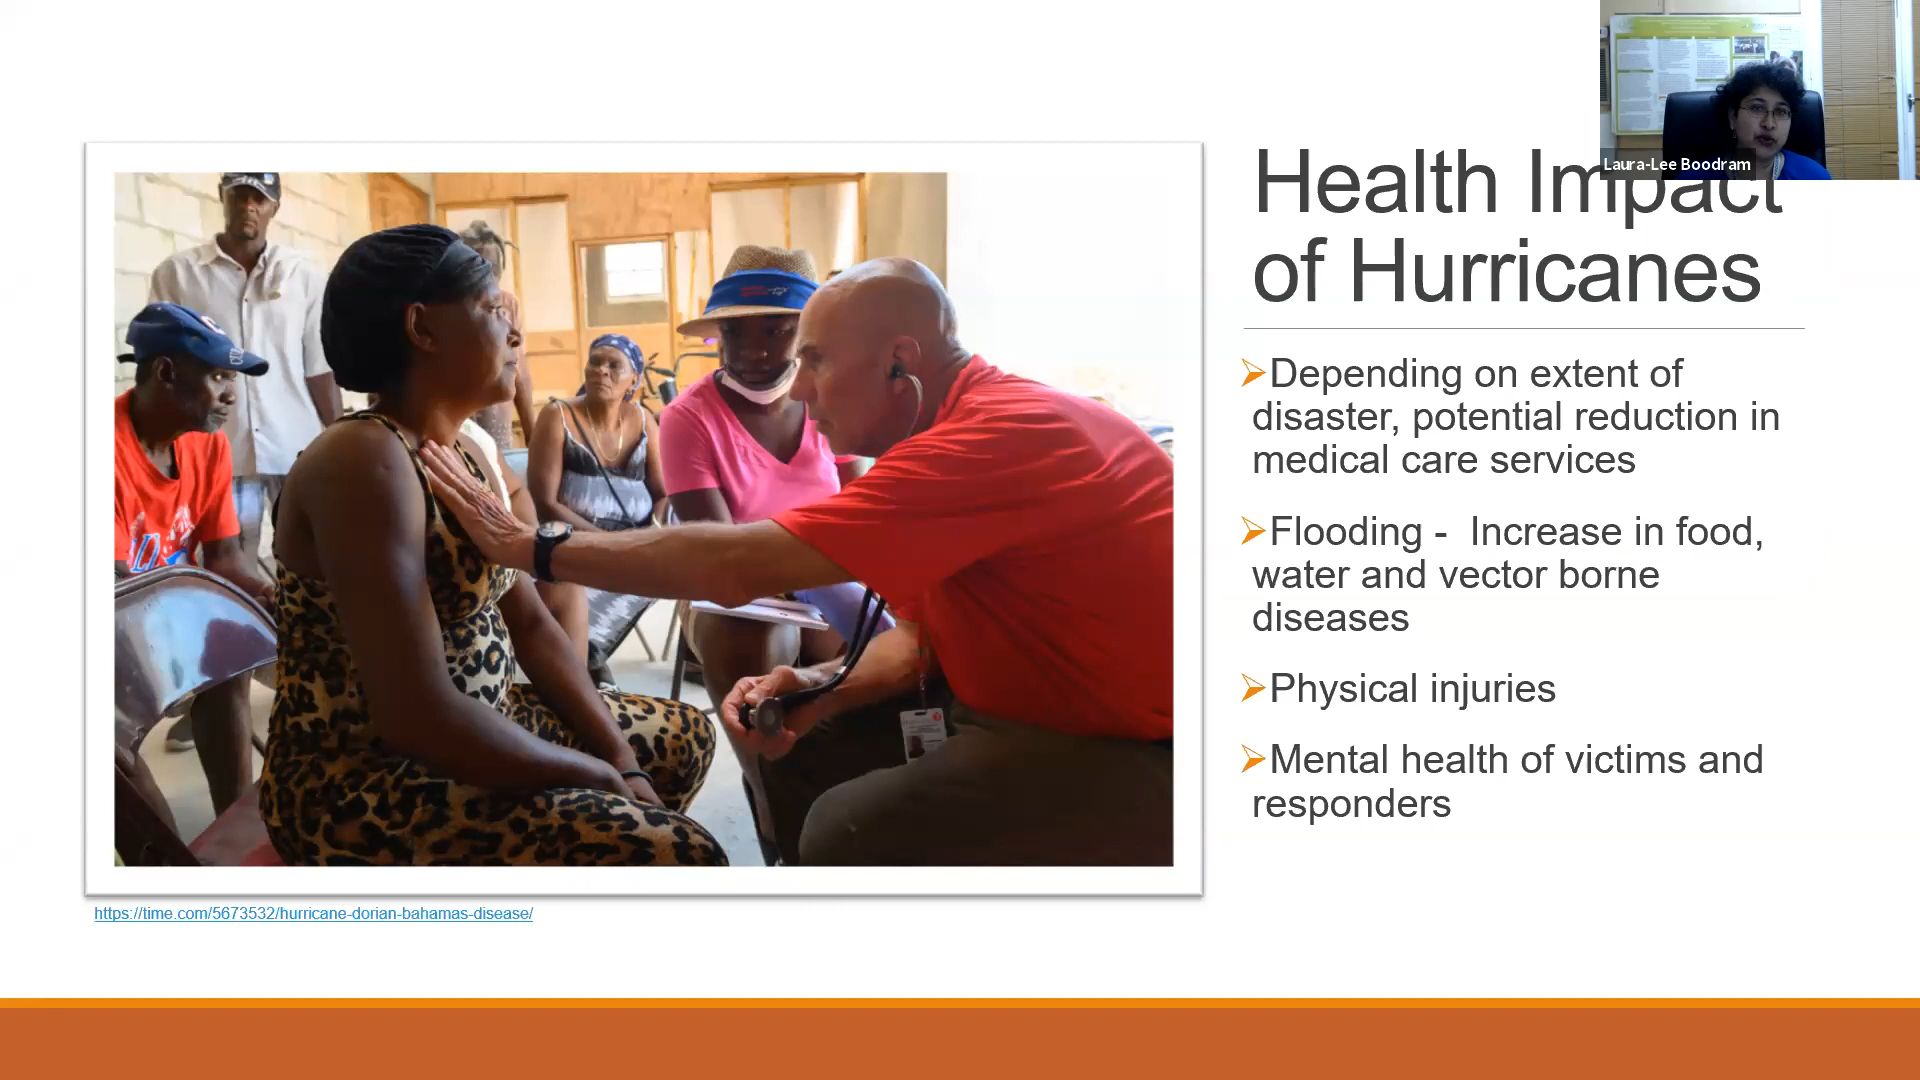 Laura-Lee Boodram
Health Impact
of Hurricanes
➢Depending on extent of
disaster, potential reduction in
medical care services
➢Flooding -  Increase in food,
water and vector borne
diseases
➢Physical injuries
➢Mental health of victims and
responders
https://time.com/5673532/hurricane-dorian-bahamas-disease/